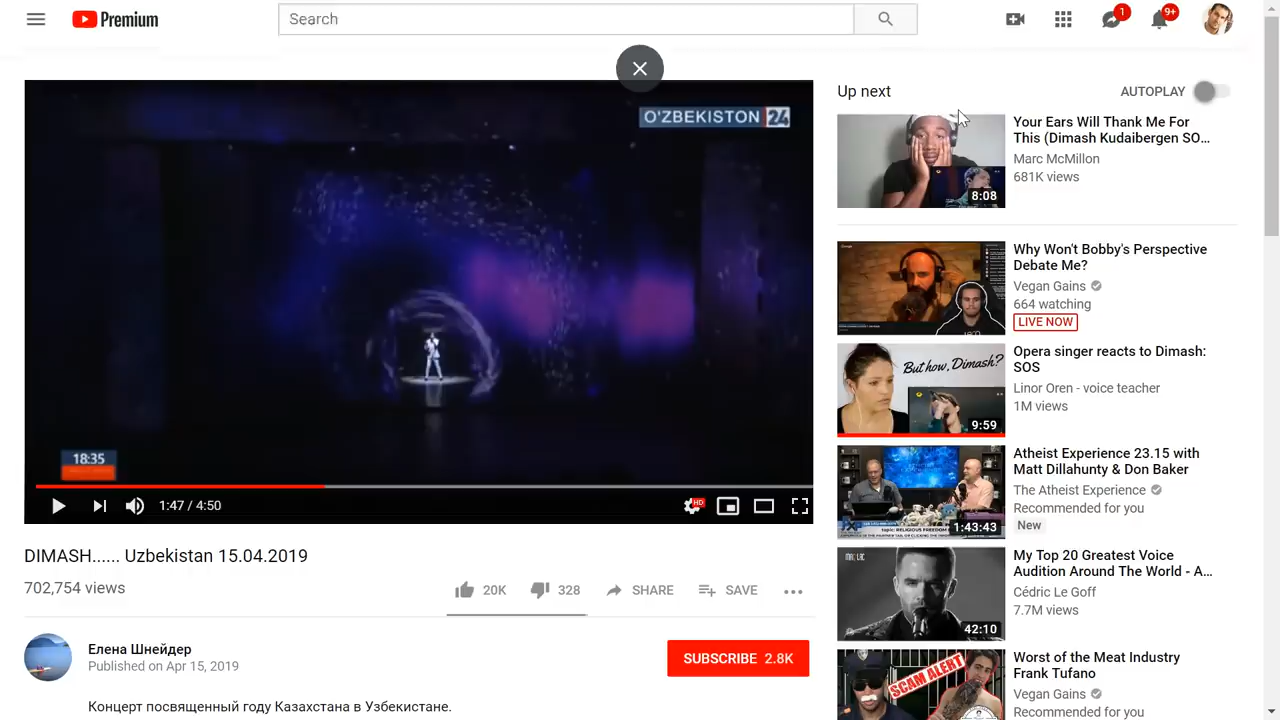 Premium
Search
1
9+
O'ZBEKISTON 24
18:35
1:47 / 4:50
HD
DIMASH...... Uzbekistan 15.04.2019
702,754 views
20K
328
SHARE
SAVE
Елена Шнейдер
Published on Apr 15, 2019
SUBSCRIBE 2.8K
Концерт посвященный году Казахстана в Узбекистане.
Up next
AUTOPLAY
8:08
Your Ears Will Thank Me For
This (Dimash Kudaibergen SO...
Marc McMillon
681K views
Why Won't Bobby's Perspective
Debate Me?
Vegan Gains
664 watching
LIVE NOW
But how, Dimash?
9:59
Opera singer reacts to Dimash:
SOS
Linor Oren - voice teacher
1M views
1:43:43
Atheist Experience 23.15 with
Matt Dillahunty & Don Baker
The Atheist Experience
Recommended for you
New
42:10
My Top 20 Greatest Voice
Audition Around The World - A...
Cédric Le Goff
7.7M views
SCAM ALERT
Worst of the Meat Industry
Frank Tufano
Vegan Gains
Recommended for you